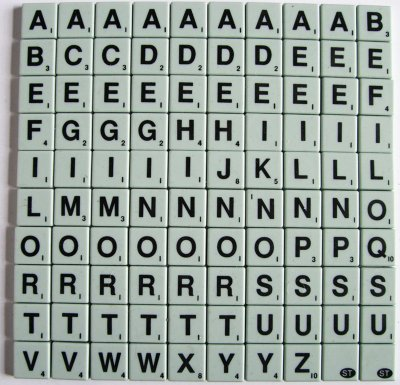 A1 A1 A1 A1 A1 A1 A1 A1 A1 B3
B3 C3 C3 D2 D2 D2 D2 E1 E1 E1
E1 E1 E1 E1 E1 E1 E1 E1 E1 F4
F4 G2 G2 G2 H4 H4 I1 I1 I1 I1
I1 I1 I1 I1 I1 J8 K5 L1 L1 L1
L1 M3 M3 N1 N1 N1 N1 N1 N1 O1
O1 O1 O1 O1 O1 O1 O1 P3 P3 Q10
R1 R1 R1 R1 R1 R1 S1 S1 S1 S1
T1 T1 T1 T1 T1 T1 U1 U1 U1 U1
V4 V4 W4 W4 X8 Y4 Y4 Z10 ST ST